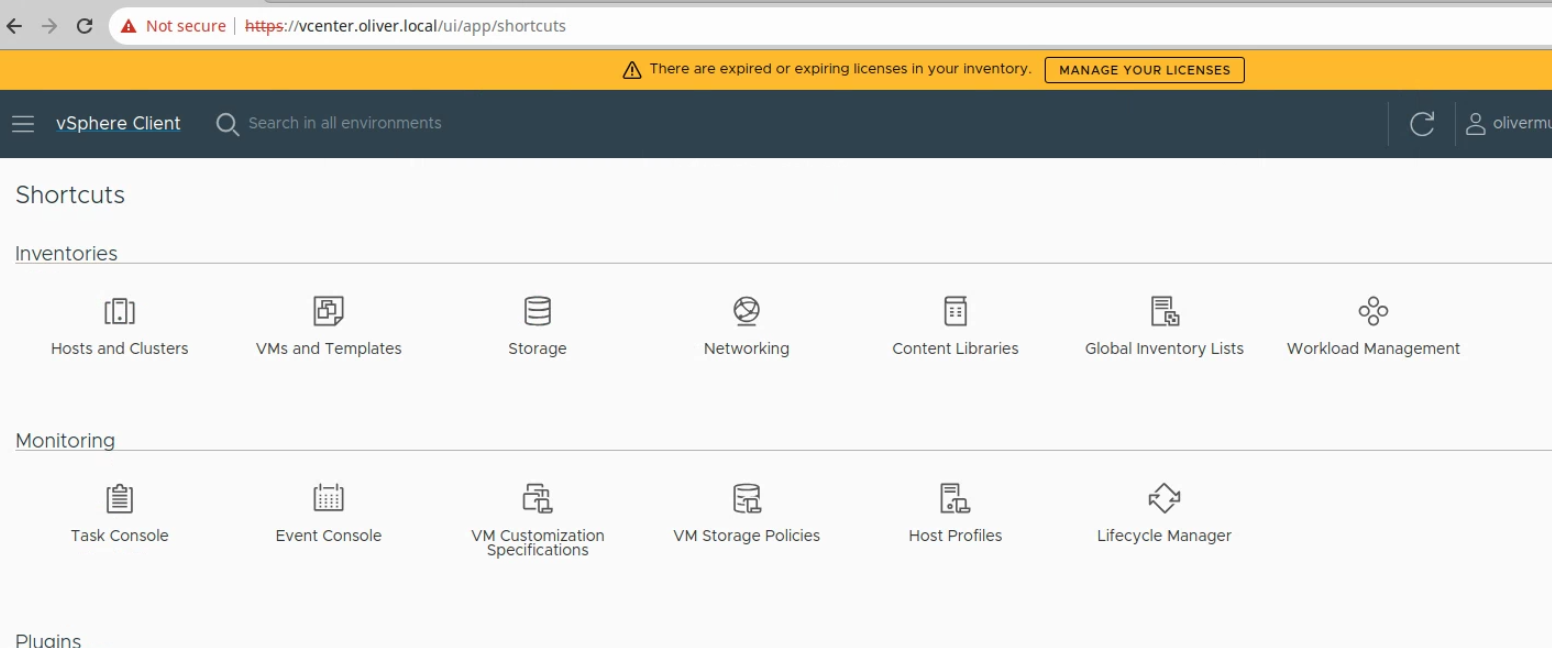 Not secure https://vcenter.oliver.local/ui/app/shortcuts
There are expired or expiring licenses in your inventory. MANAGE YOUR LICENSES
vSphere Client Search in all environments olivermu
Shortcuts
Inventories
Hosts and Clusters VMs and Templates Storage Networking Content Libraries Global Inventory Lists Workload Management
Monitoring
Task Console Event Console VM Customization Specifications VM Storage Policies Host Profiles Lifecycle Manager
Plugins